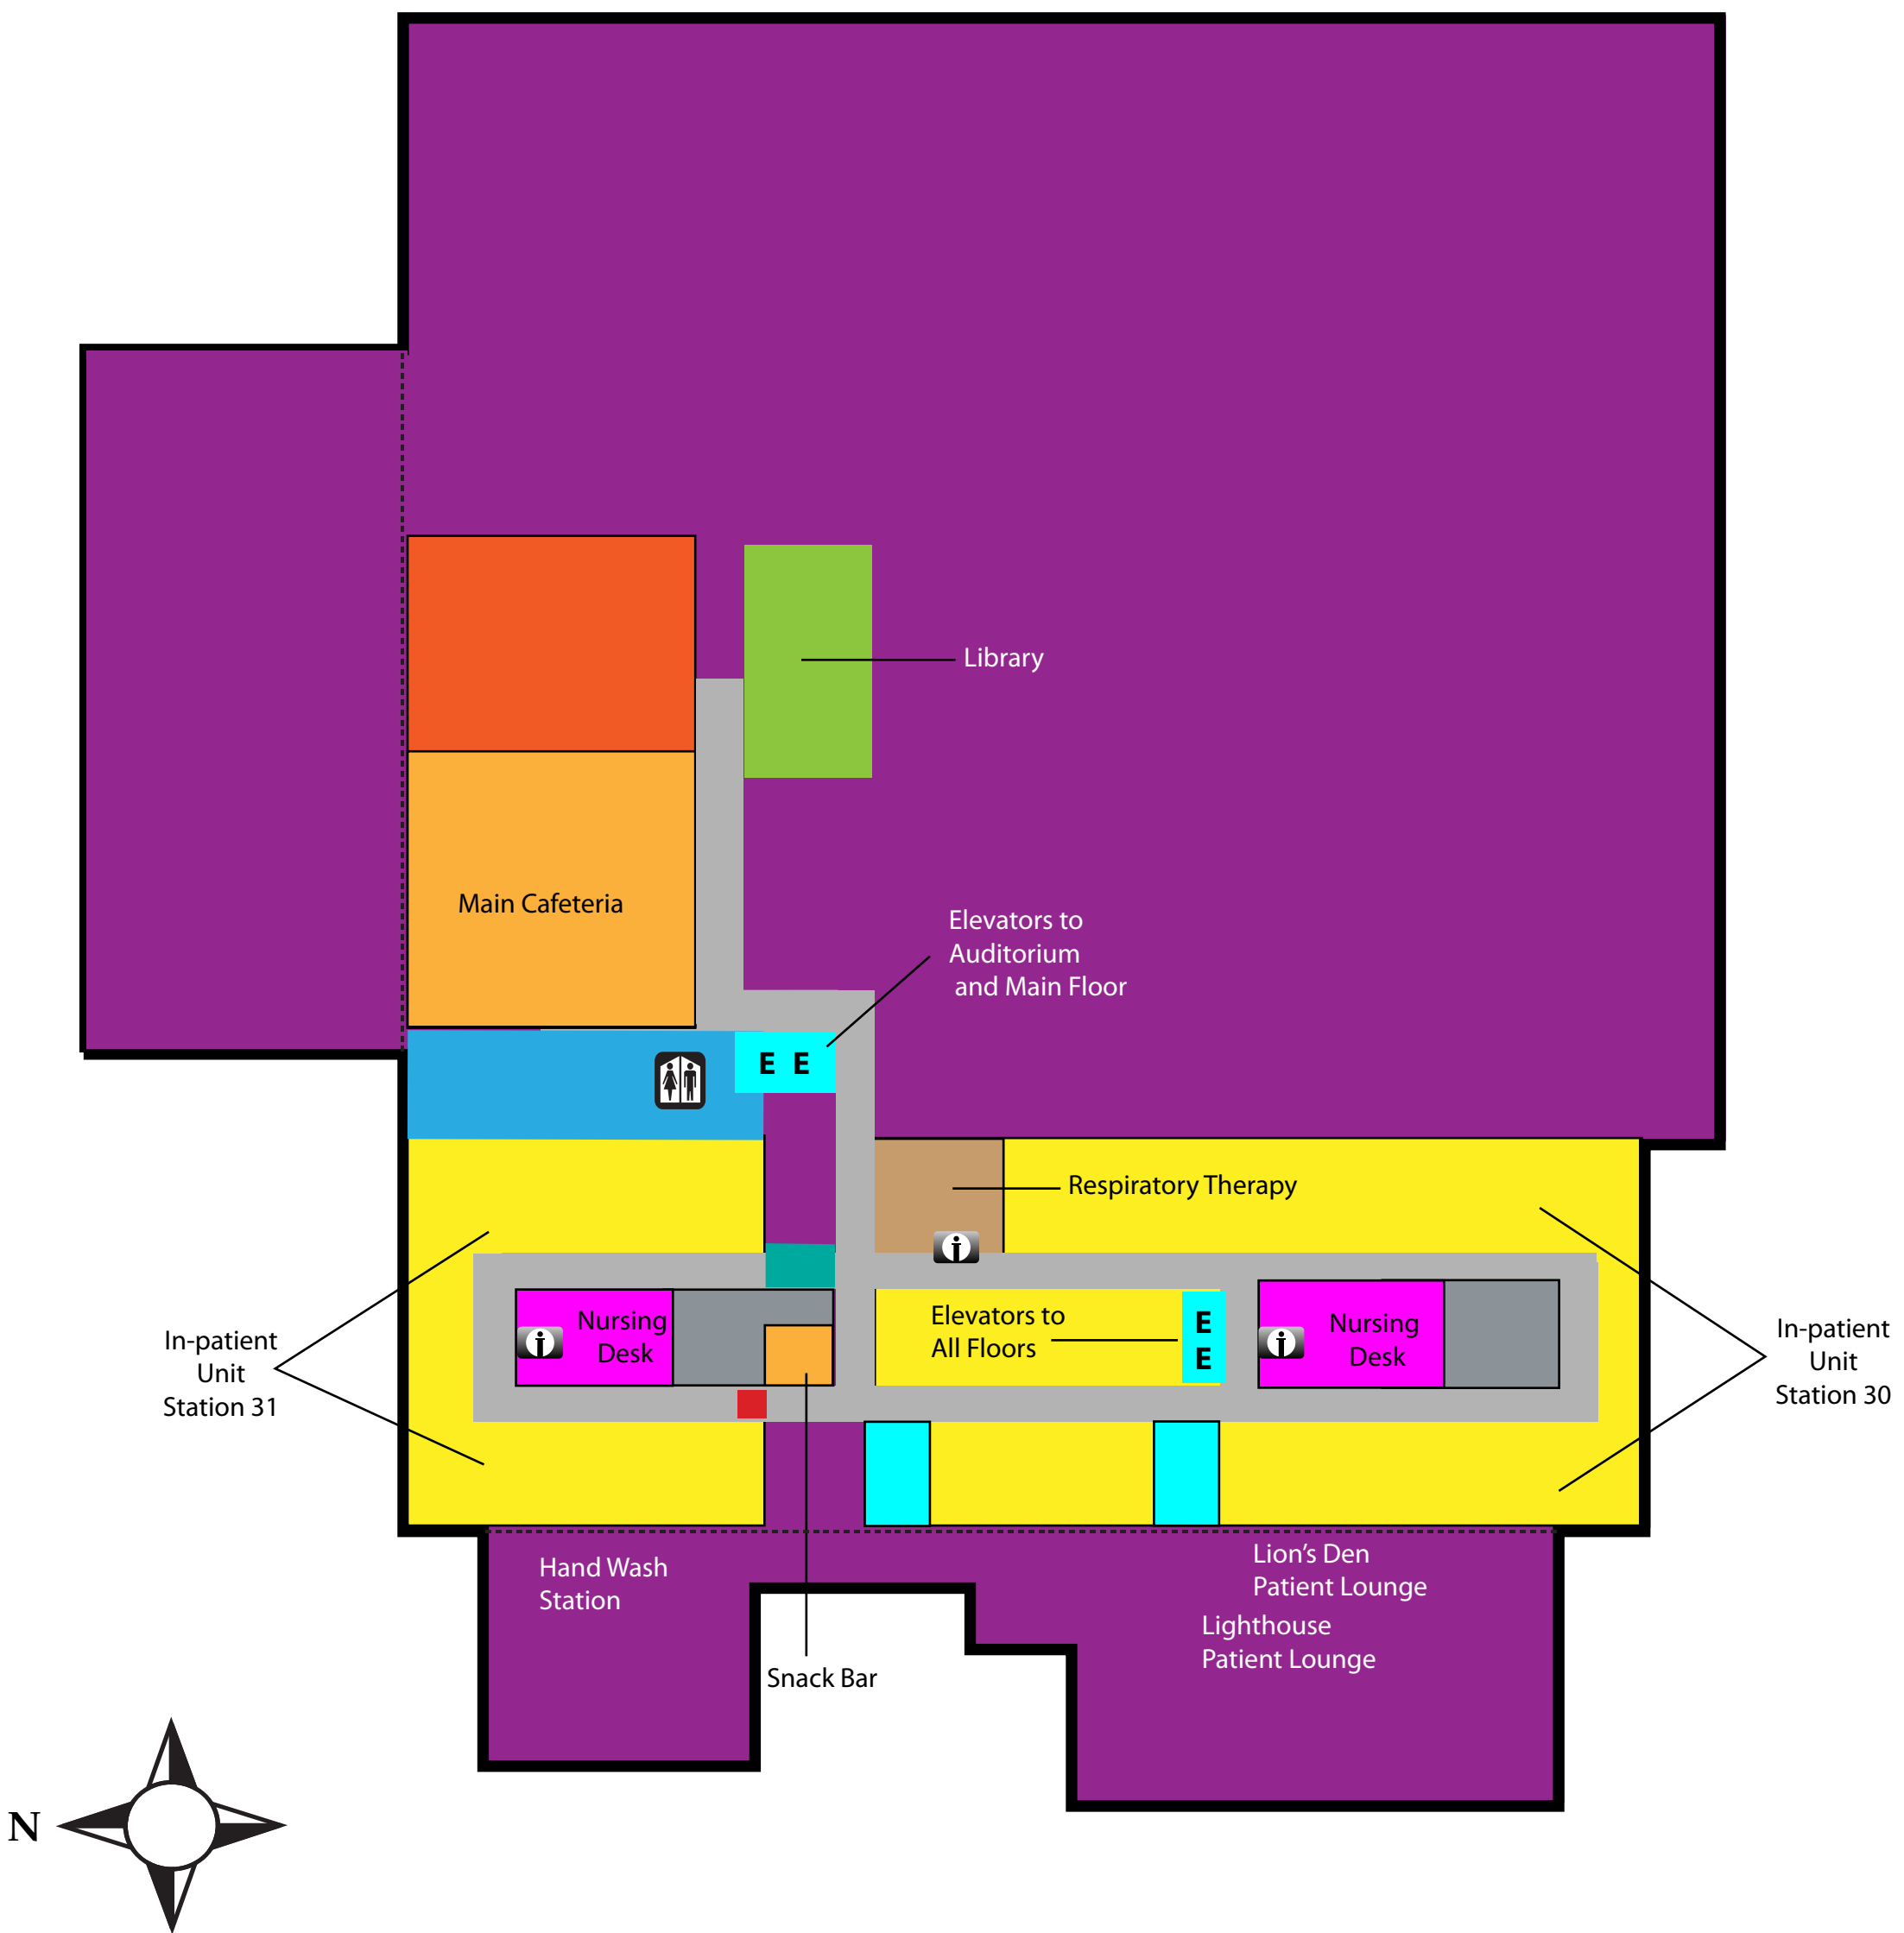 Library
Main Cafeteria
Elevators to
Auditorium
and Main Floor
E E
Respiratory Therapy
Nursing
Desk
Elevators to
All Floors
E
E
Nursing
Desk
In-patient
Unit
Station 31
In-patient
Unit
Station 30
Hand Wash
Station
Lion's Den
Patient Lounge
Lighthouse
Patient Lounge
Snack Bar
N